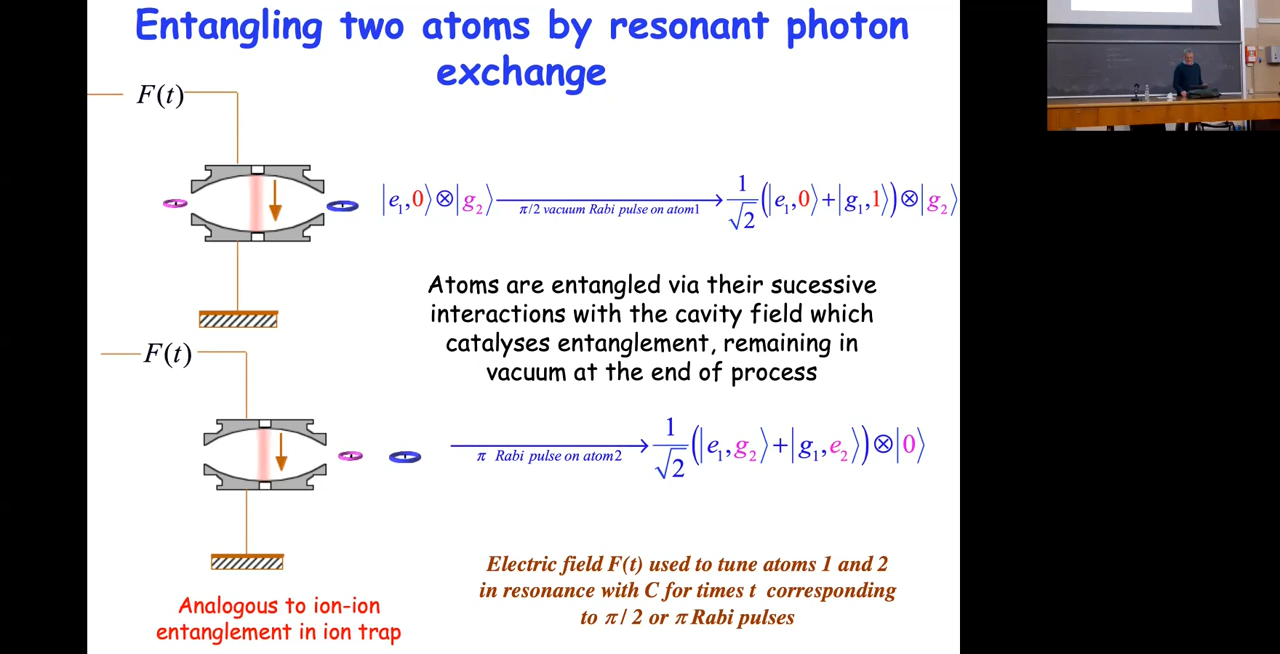 Entangling two atoms by resonant photon
exchange
F(t)
|e₁,0⟩⊗|g₂⟩ π/2 vacuum Rabi pulse on atom1 → 1/√2(|e₁,0⟩+|g₁,1⟩)⊗|g₂⟩
Atoms are entangled via their sucessive
interactions with the cavity field which
catalyses entanglement, remaining in
vacuum at the end of process
F(t)
π Rabi pulse on atom2 → 1/√2(|e₁,g₂⟩+|g₁,e₂⟩)⊗|0⟩
Electric field F(t) used to tune atoms 1 and 2
in resonance with C for times t corresponding
to π/2 or π Rabi pulses
Analogous to ion-ion
entanglement in ion trap